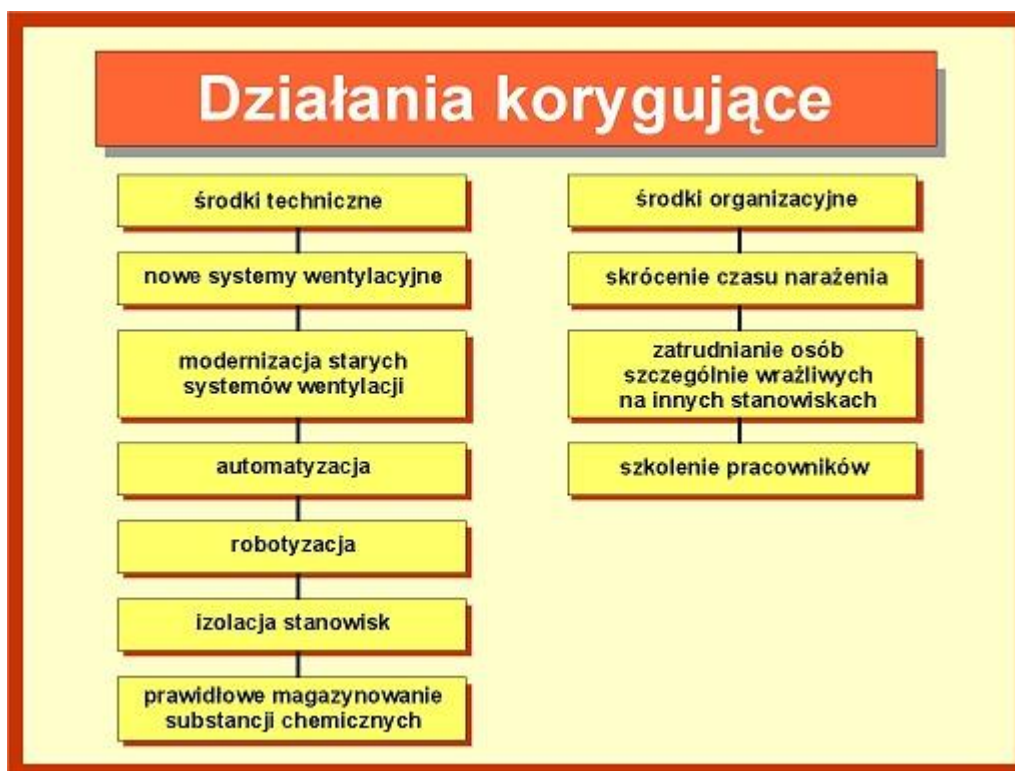 Działania korygujące
środki techniczne
nowe systemy wentylacyjne
modernizacja starych
systemów wentylacji
automatyzacja
robotyzacja
izolacja stanowisk
prawidłowe magazynowanie
substancji chemicznych
środki organizacyjne
skrócenie czasu narażenia
zatrudnianie osób
szczególnie wrażliwych
na innych stanowiskach
szkolenie pracowników